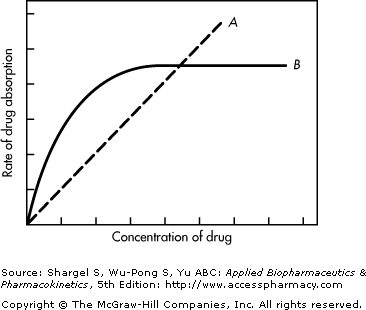 A
B
Rate of drug absorption
Concentration of drug
Source: Shargel S, Wu-Pong S, Yu ABC: Applied Biopharmaceutics &
Pharmacokinetics, 5th Edition: http://www.accesspharmacy.com
Copyright © The McGraw-Hill Companies, Inc. All rights reserved.